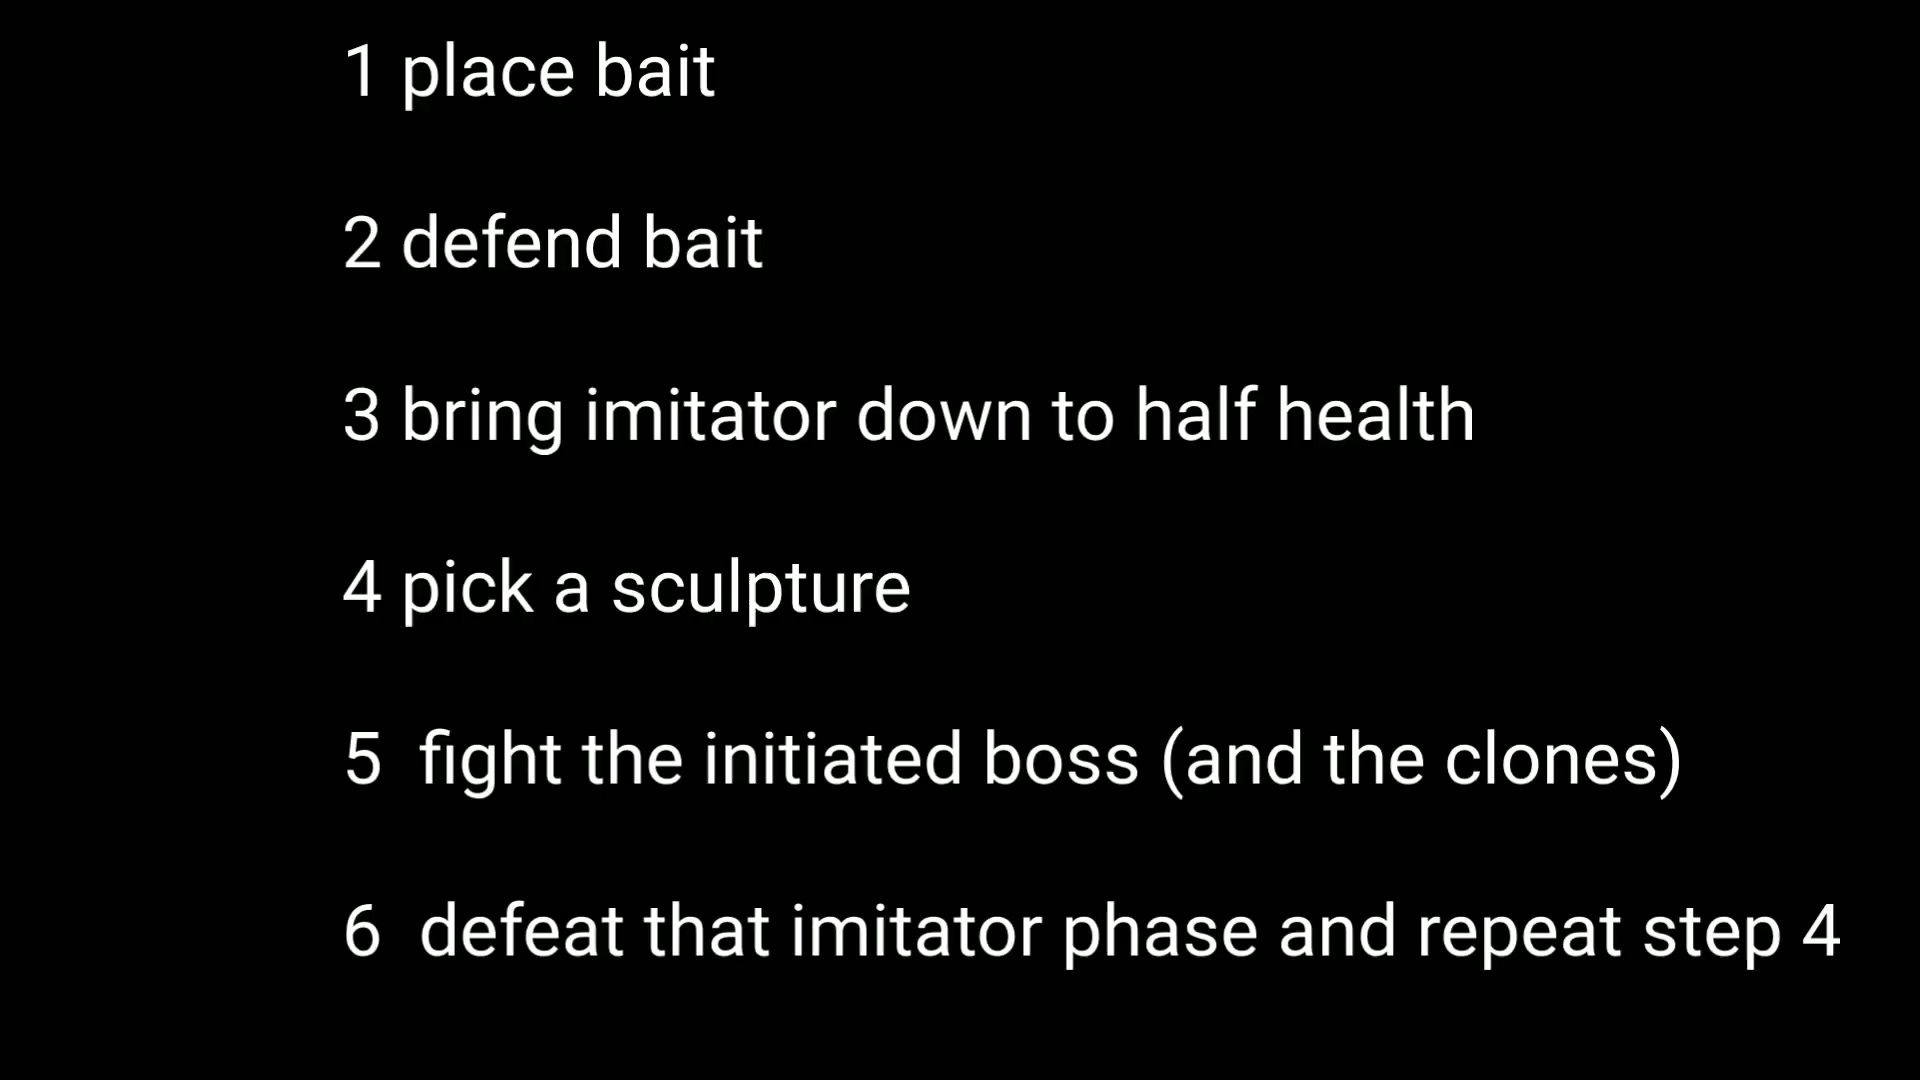 1 place bait
2 defend bait
3 bring imitator down to half health
4 pick a sculpture
5  fight the initiated boss (and the clones)
6  defeat that imitator phase and repeat step 4